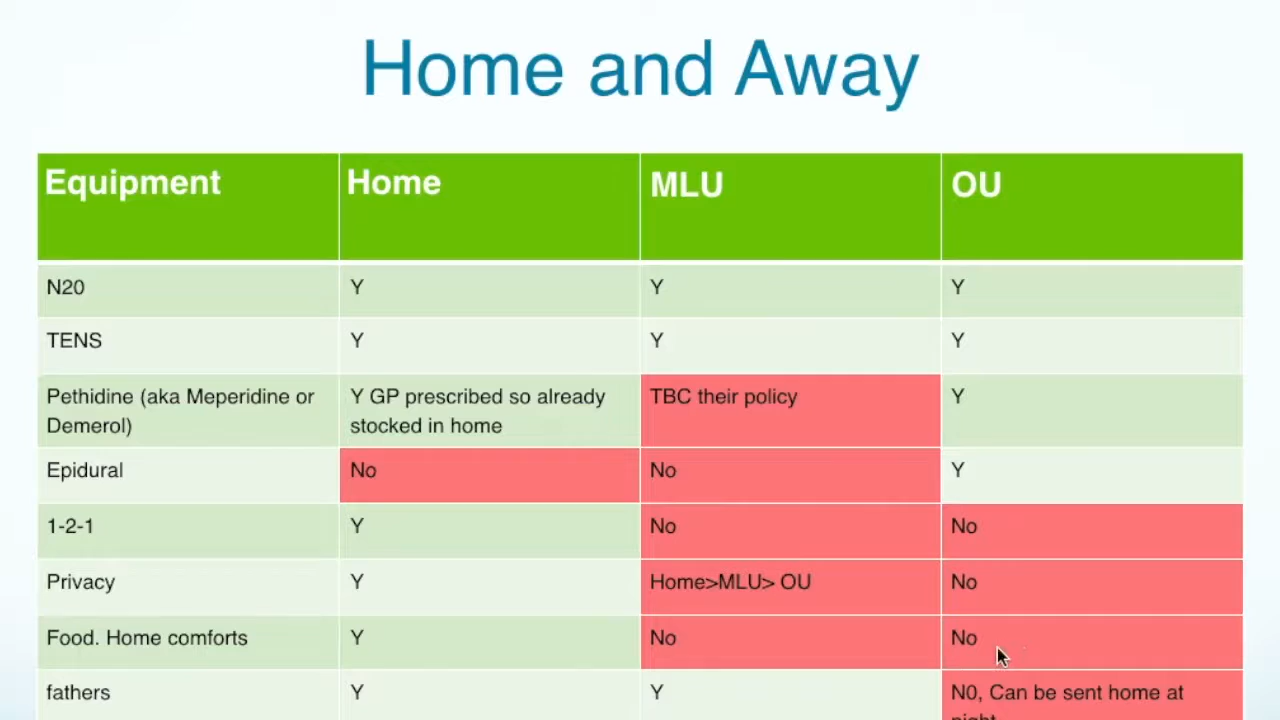 Home and Away
Equipment Home MLU OU
N20 Y Y Y
TENS Y Y Y
Pethidine (aka Meperidine or Demerol) Y GP prescribed so already stocked in home TBC their policy Y
Epidural No No Y
1-2-1 Y No No
Privacy Y Home>MLU> OU No
Food. Home comforts Y No No
fathers Y Y N0, Can be sent home at